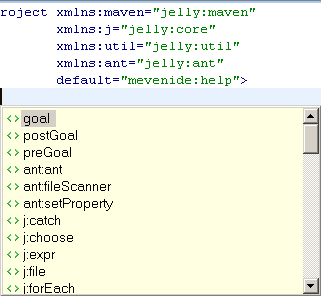 roject xmlns:maven="jelly:maven"
xmlns:j="jelly:core"
xmlns:util="jelly:util"
xmlns:ant="jelly:ant"
default="mevenide:help">
<> goal
<> postGoal
<> preGoal
<> ant:ant
<> ant:fileScanner
<> ant:setProperty
<> j:catch
<> j:choose
<> j:expr
<> j:file
<> j:forEach